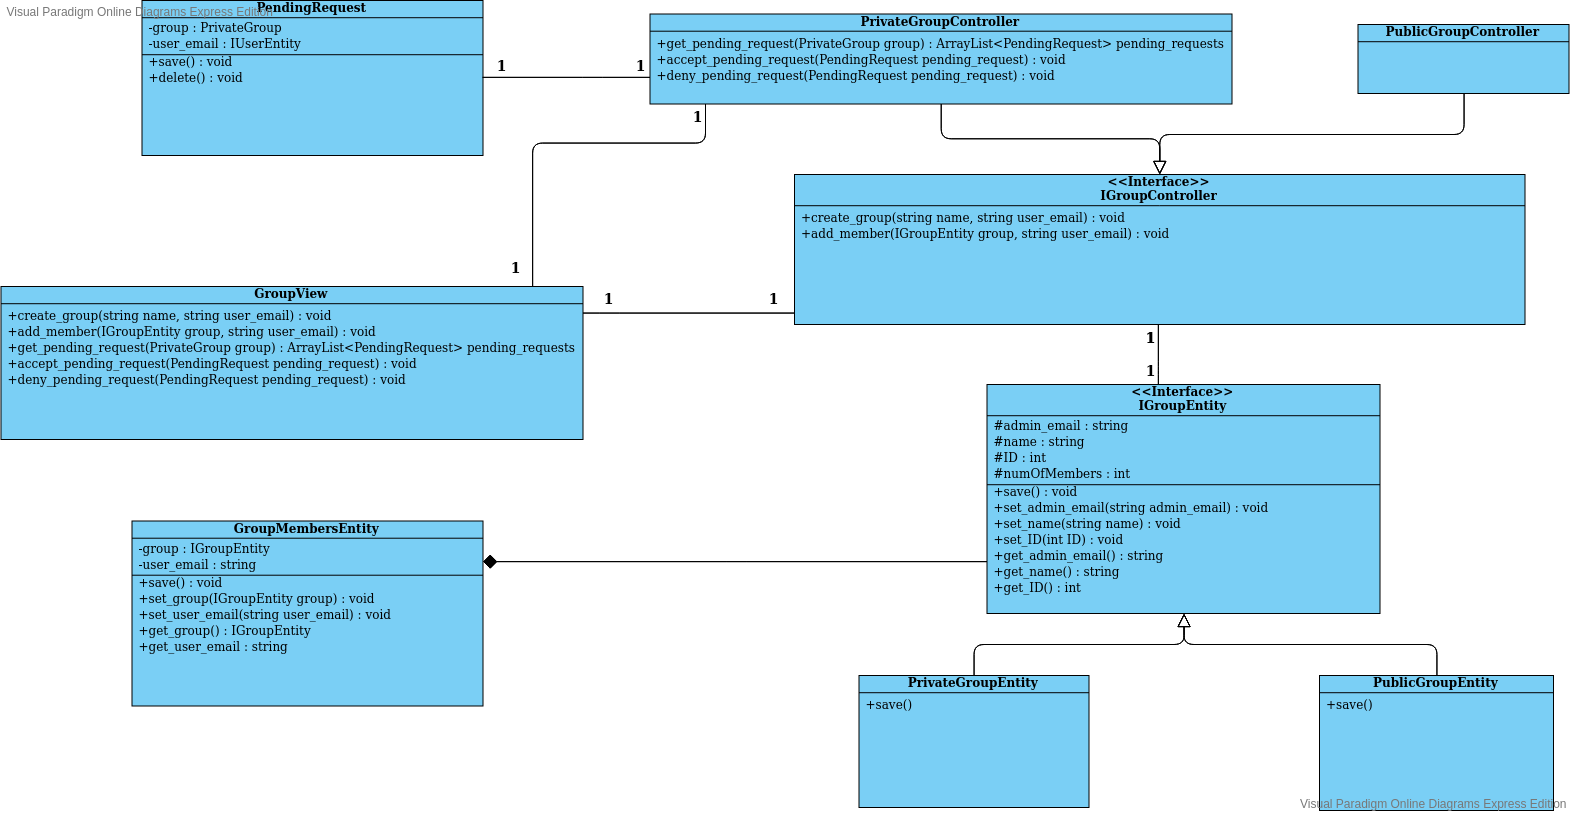 Visual Paradigm Online Diagrams Express Edition
PendingRequest
-group : PrivateGroup
-user_email : IUserEntity
+save() : void
+delete() : void
1
1
PrivateGroupController
+get_pending_request(PrivateGroup group) : ArrayList<PendingRequest> pending_requests
+accept_pending_request(PendingRequest pending_request) : void
+deny_pending_request(PendingRequest pending_request) : void
PublicGroupController
1
1
<<Interface>>
IGroupController
+create_group(string name, string user_email) : void
+add_member(IGroupEntity group, string user_email) : void
GroupView
+create_group(string name, string user_email) : void
+add_member(IGroupEntity group, string user_email) : void
+get_pending_request(PrivateGroup group) : ArrayList<PendingRequest> pending_requests
+accept_pending_request(PendingRequest pending_request) : void
+deny_pending_request(PendingRequest pending_request) : void
1
1
1
1
<<Interface>>
IGroupEntity
#admin_email : string
#name : string
#ID : int
#numOfMembers : int
+save() : void
+set_admin_email(string admin_email) : void
+set_name(string name) : void
+set_ID(int ID) : void
+get_admin_email() : string
+get_name() : string
+get_ID() : int
GroupMembersEntity
-group : IGroupEntity
-user_email : string
+save() : void
+set_group(IGroupEntity group) : void
+set_user_email(string user_email) : void
+get_group() : IGroupEntity
+get_user_email : string
PrivateGroupEntity
+save()
PublicGroupEntity
+save()
Visual Paradigm Online Diagrams Express Edition